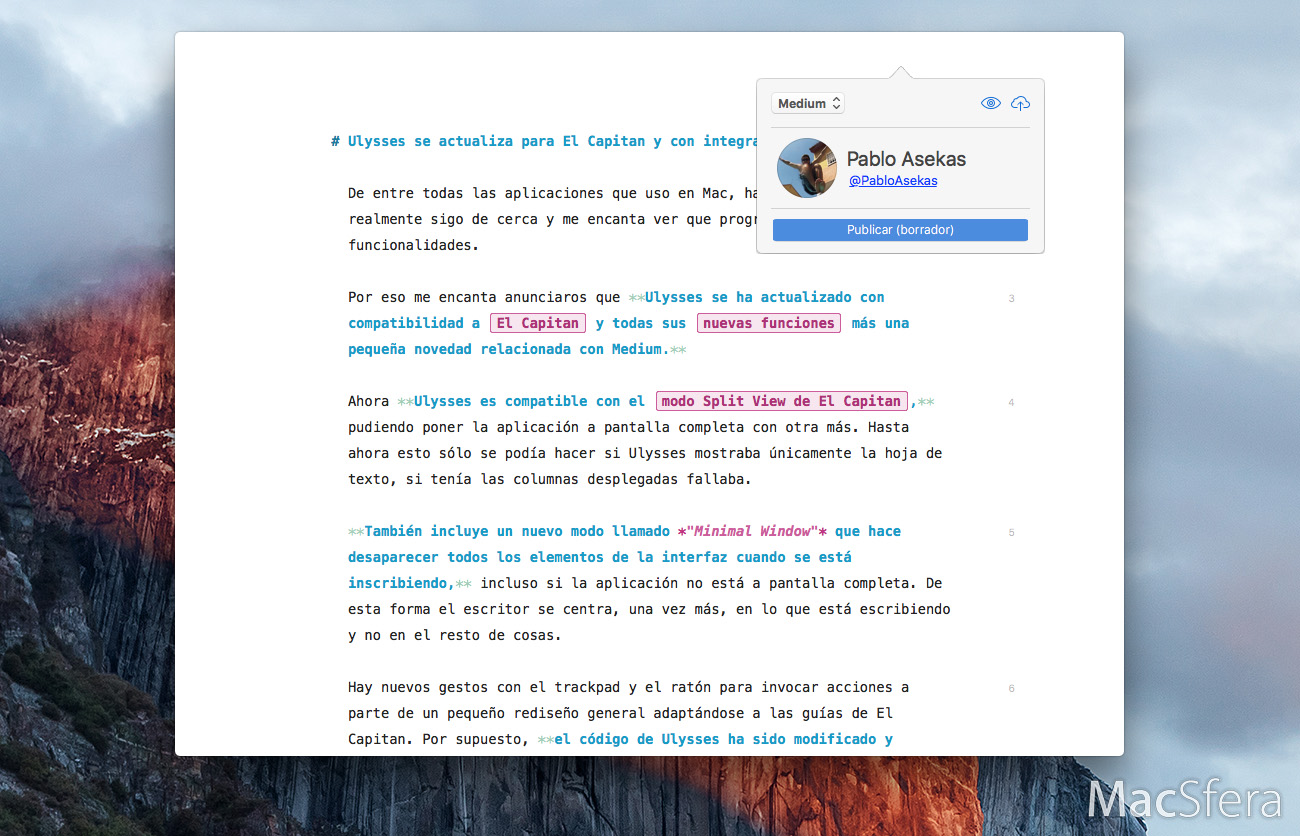 # Ulysses se actualiza para El Capitan y con
De entre todas las aplicaciones que uso en Mac,
realmente sigo de cerca y me encanta ver que
funcionalidades.
Medium
Pablo Asekas
@PabloAsekas
Publicar (borrador)
Por eso me encanta anunciaros que **Ulysses se ha actualizado con 3
compatibilidad a El Capitan y todas sus nuevas funciones más una
pequeña novedad relacionada con Medium.**
Ahora **Ulysses es compatible con el modo Split View de El Capitan,** 4
pudiendo poner la aplicación a pantalla completa con otra más. Hasta
ahora esto sólo se podía hacer si Ulysses mostraba únicamente la hoja de
texto, si tenía las columnas desplegadas fallaba.
**También incluye un nuevo modo llamado *"Minimal Window"* que hace 5
desaparecer todos los elementos de la interfaz cuando se está
inscribiendo,** incluso si la aplicación no está a pantalla completa. De
esta forma el escritor se centra, una vez más, en lo que está escribiendo
y no en el resto de cosas.
Hay nuevos gestos con el trackpad y el ratón para invocar acciones a 6
parte de un pequeño rediseño general adaptándose a las guías de El
Capitan. Por supuesto, **el código de Ulysses ha sido modificado y
MacSfera